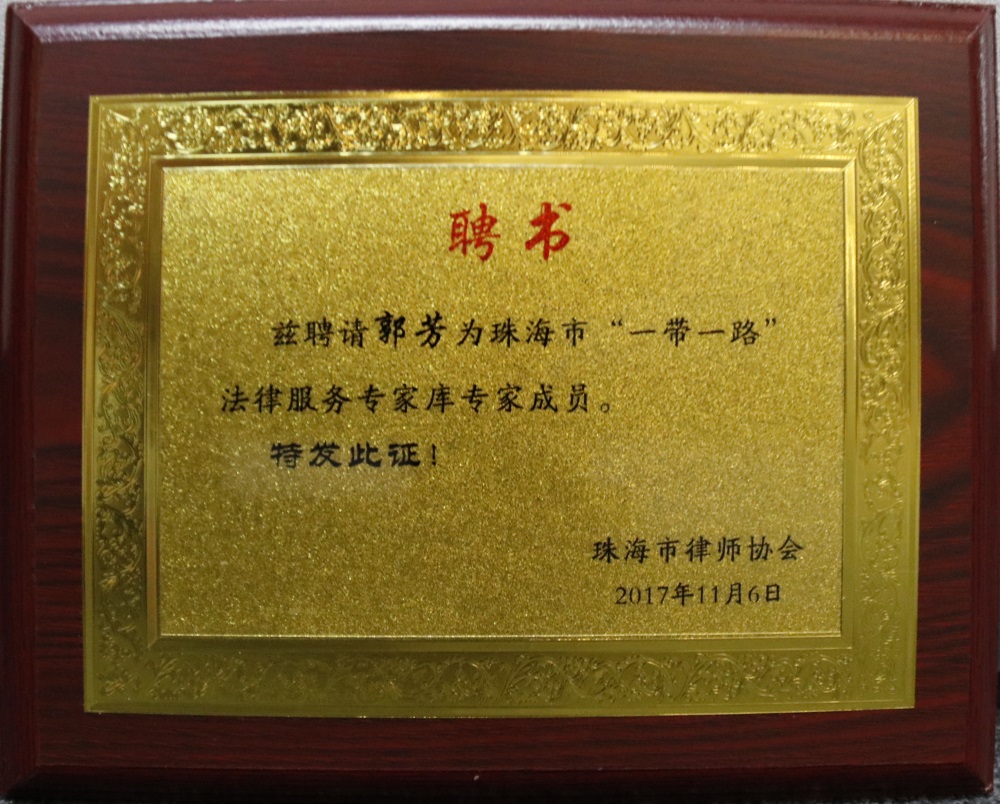 聘书
兹聘请郭芳为珠海市“一带一路”
法律服务专家库专家成员。
特发此证!
珠海市律师协会
2017年11月6日